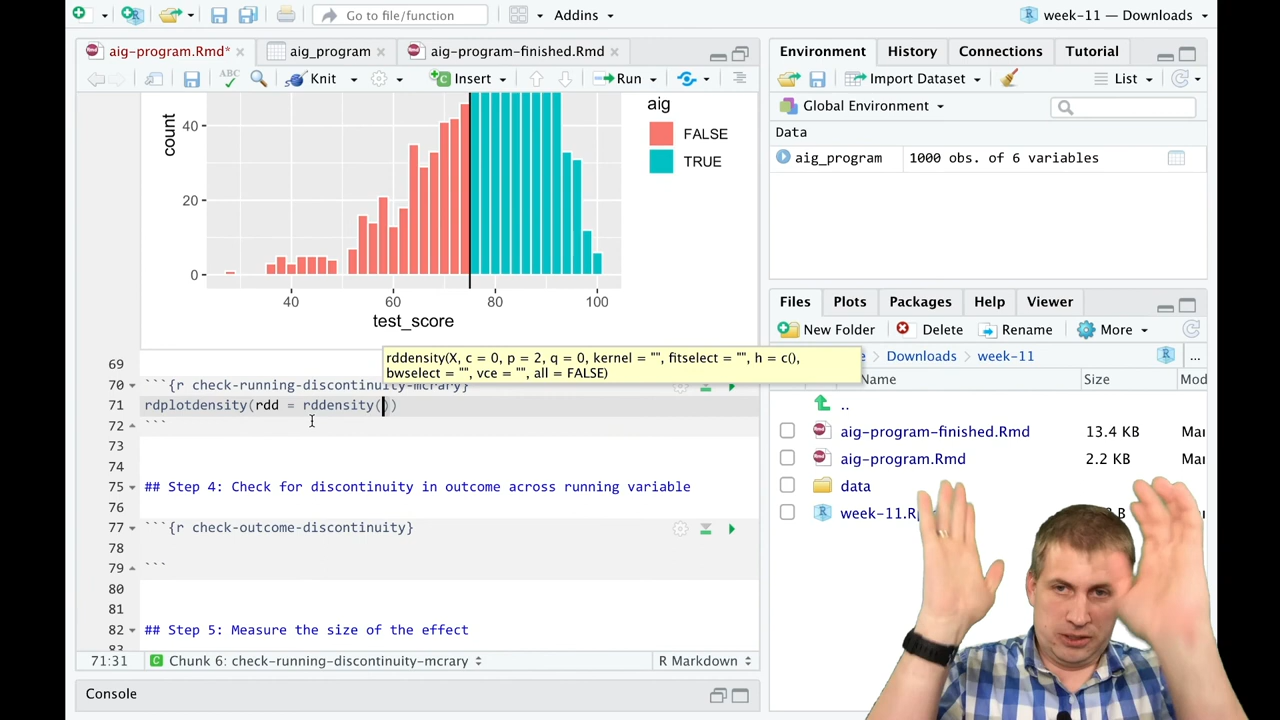 Go to file/function
Addins
week-11 — Downloads
aig-program.Rmd*
aig_program
aig-program-finished.Rmd
Knit
Insert
Run
ABC
count
40
20
0
40
60
80
100
test_score
aig
FALSE
TRUE
69
rddensity(X, c = 0, p = 2, q = 0, kernel = "", fitselect = "", h = c(),
bwselect = "", vce = "", all = FALSE)
70 ```{r check-running-discontinuity-mcrary}
71 rdplotdensity(rdd = rddensity())
72 ```
73
74
75 ## Step 4: Check for discontinuity in outcome across running variable
76
77 ```{r check-outcome-discontinuity}
78
79 ```
80
81
82 ## Step 5: Measure the size of the effect
71:31
Chunk 6: check-running-discontinuity-mcrary
R Markdown
Console
Environment
History
Connections
Tutorial
Import Dataset
List
Global Environment
Data
aig_program
1000 obs. of 6 variables
Files
Plots
Packages
Help
Viewer
New Folder
Delete
Rename
More
Downloads
week-11
...
Name
Size
..
aig-program-finished.Rmd
13.4 KB
aig-program.Rmd
2.2 KB
data